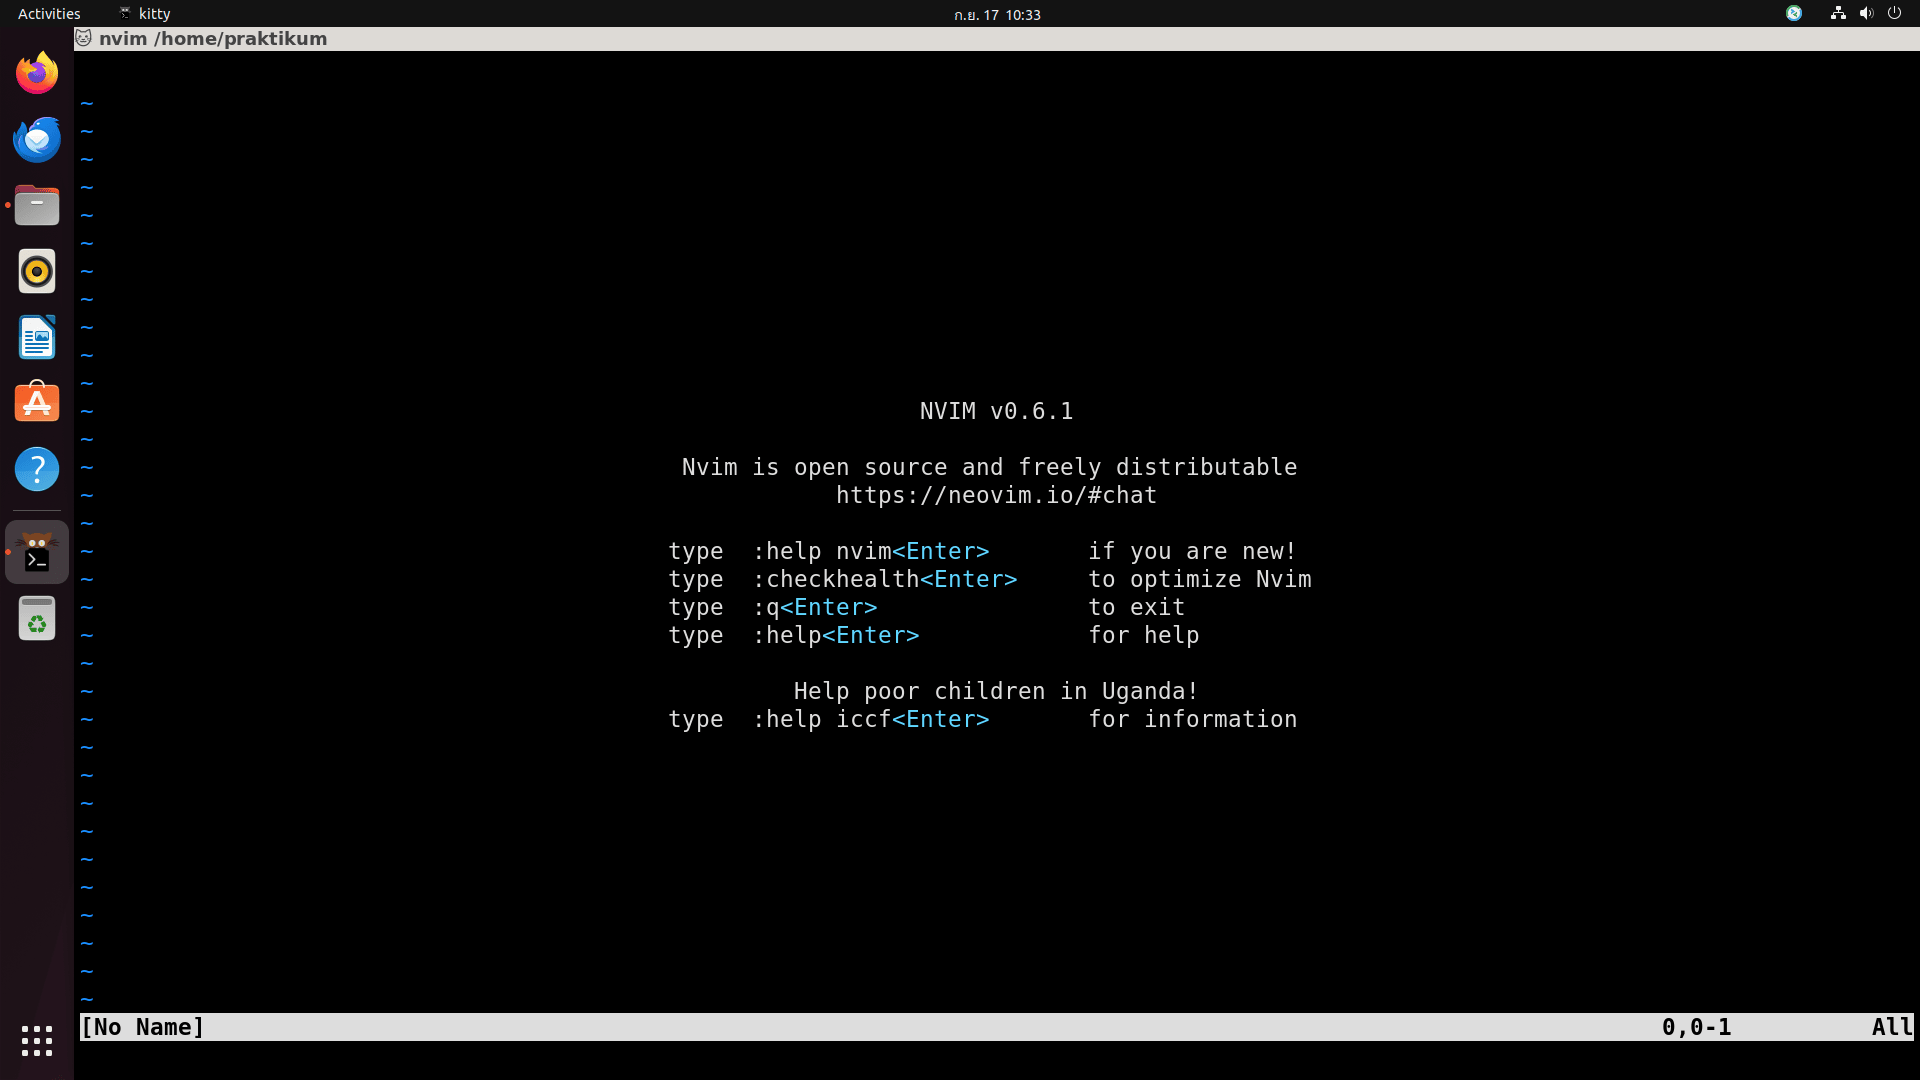 Activities kitty ก.ย. 17 10:33
nvim /home/praktikum
~
~
~
~
~
~
~
~
~
~
~
~ NVIM v0.6.1
~
~ Nvim is open source and freely distributable
~ https://neovim.io/#chat
~
~ type :help nvim<Enter> if you are new!
~ type :checkhealth<Enter> to optimize Nvim
~ type :q<Enter> to exit
~ type :help<Enter> for help
~
~ Help poor children in Uganda!
~ type :help iccf<Enter> for information
~
~
~
~
~
~
~
~
~
~
[No Name] 0,0-1 All